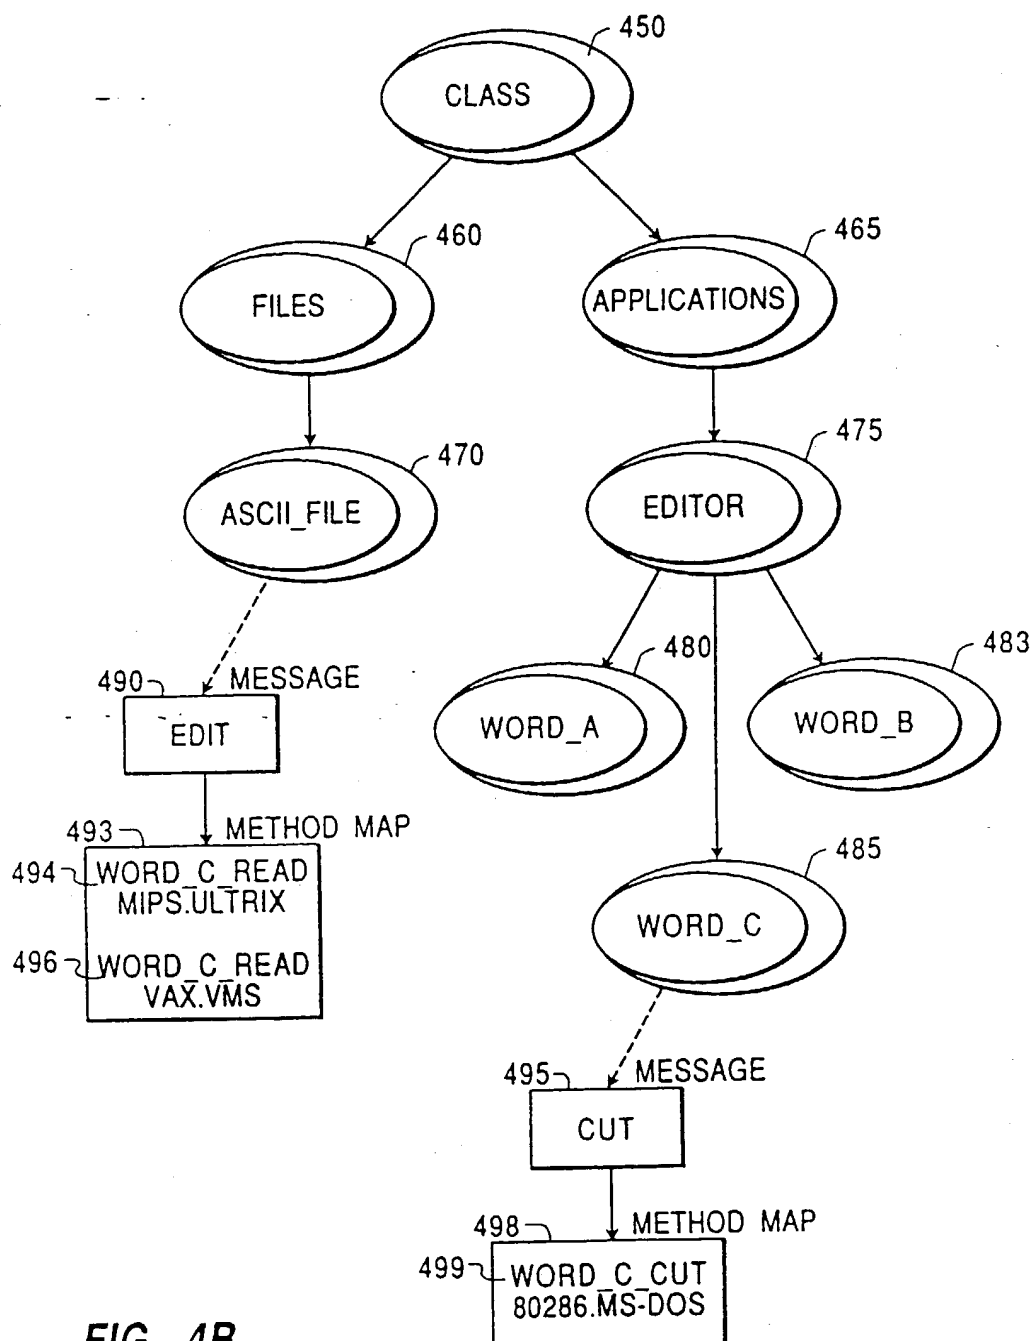 450
CLASS
460
FILES
465
APPLICATIONS
470
ASCII_FILE
475
EDITOR
480
WORD_A
483
WORD_B
490
MESSAGE
EDIT
493
METHOD MAP
494
WORD_C_READ
MIPS.ULTRIX
496
WORD_C_READ
VAX.VMS
485
WORD_C
495
MESSAGE
CUT
498
METHOD MAP
499
WORD_C_CUT
80286.MS-DOS
FIG. 4B